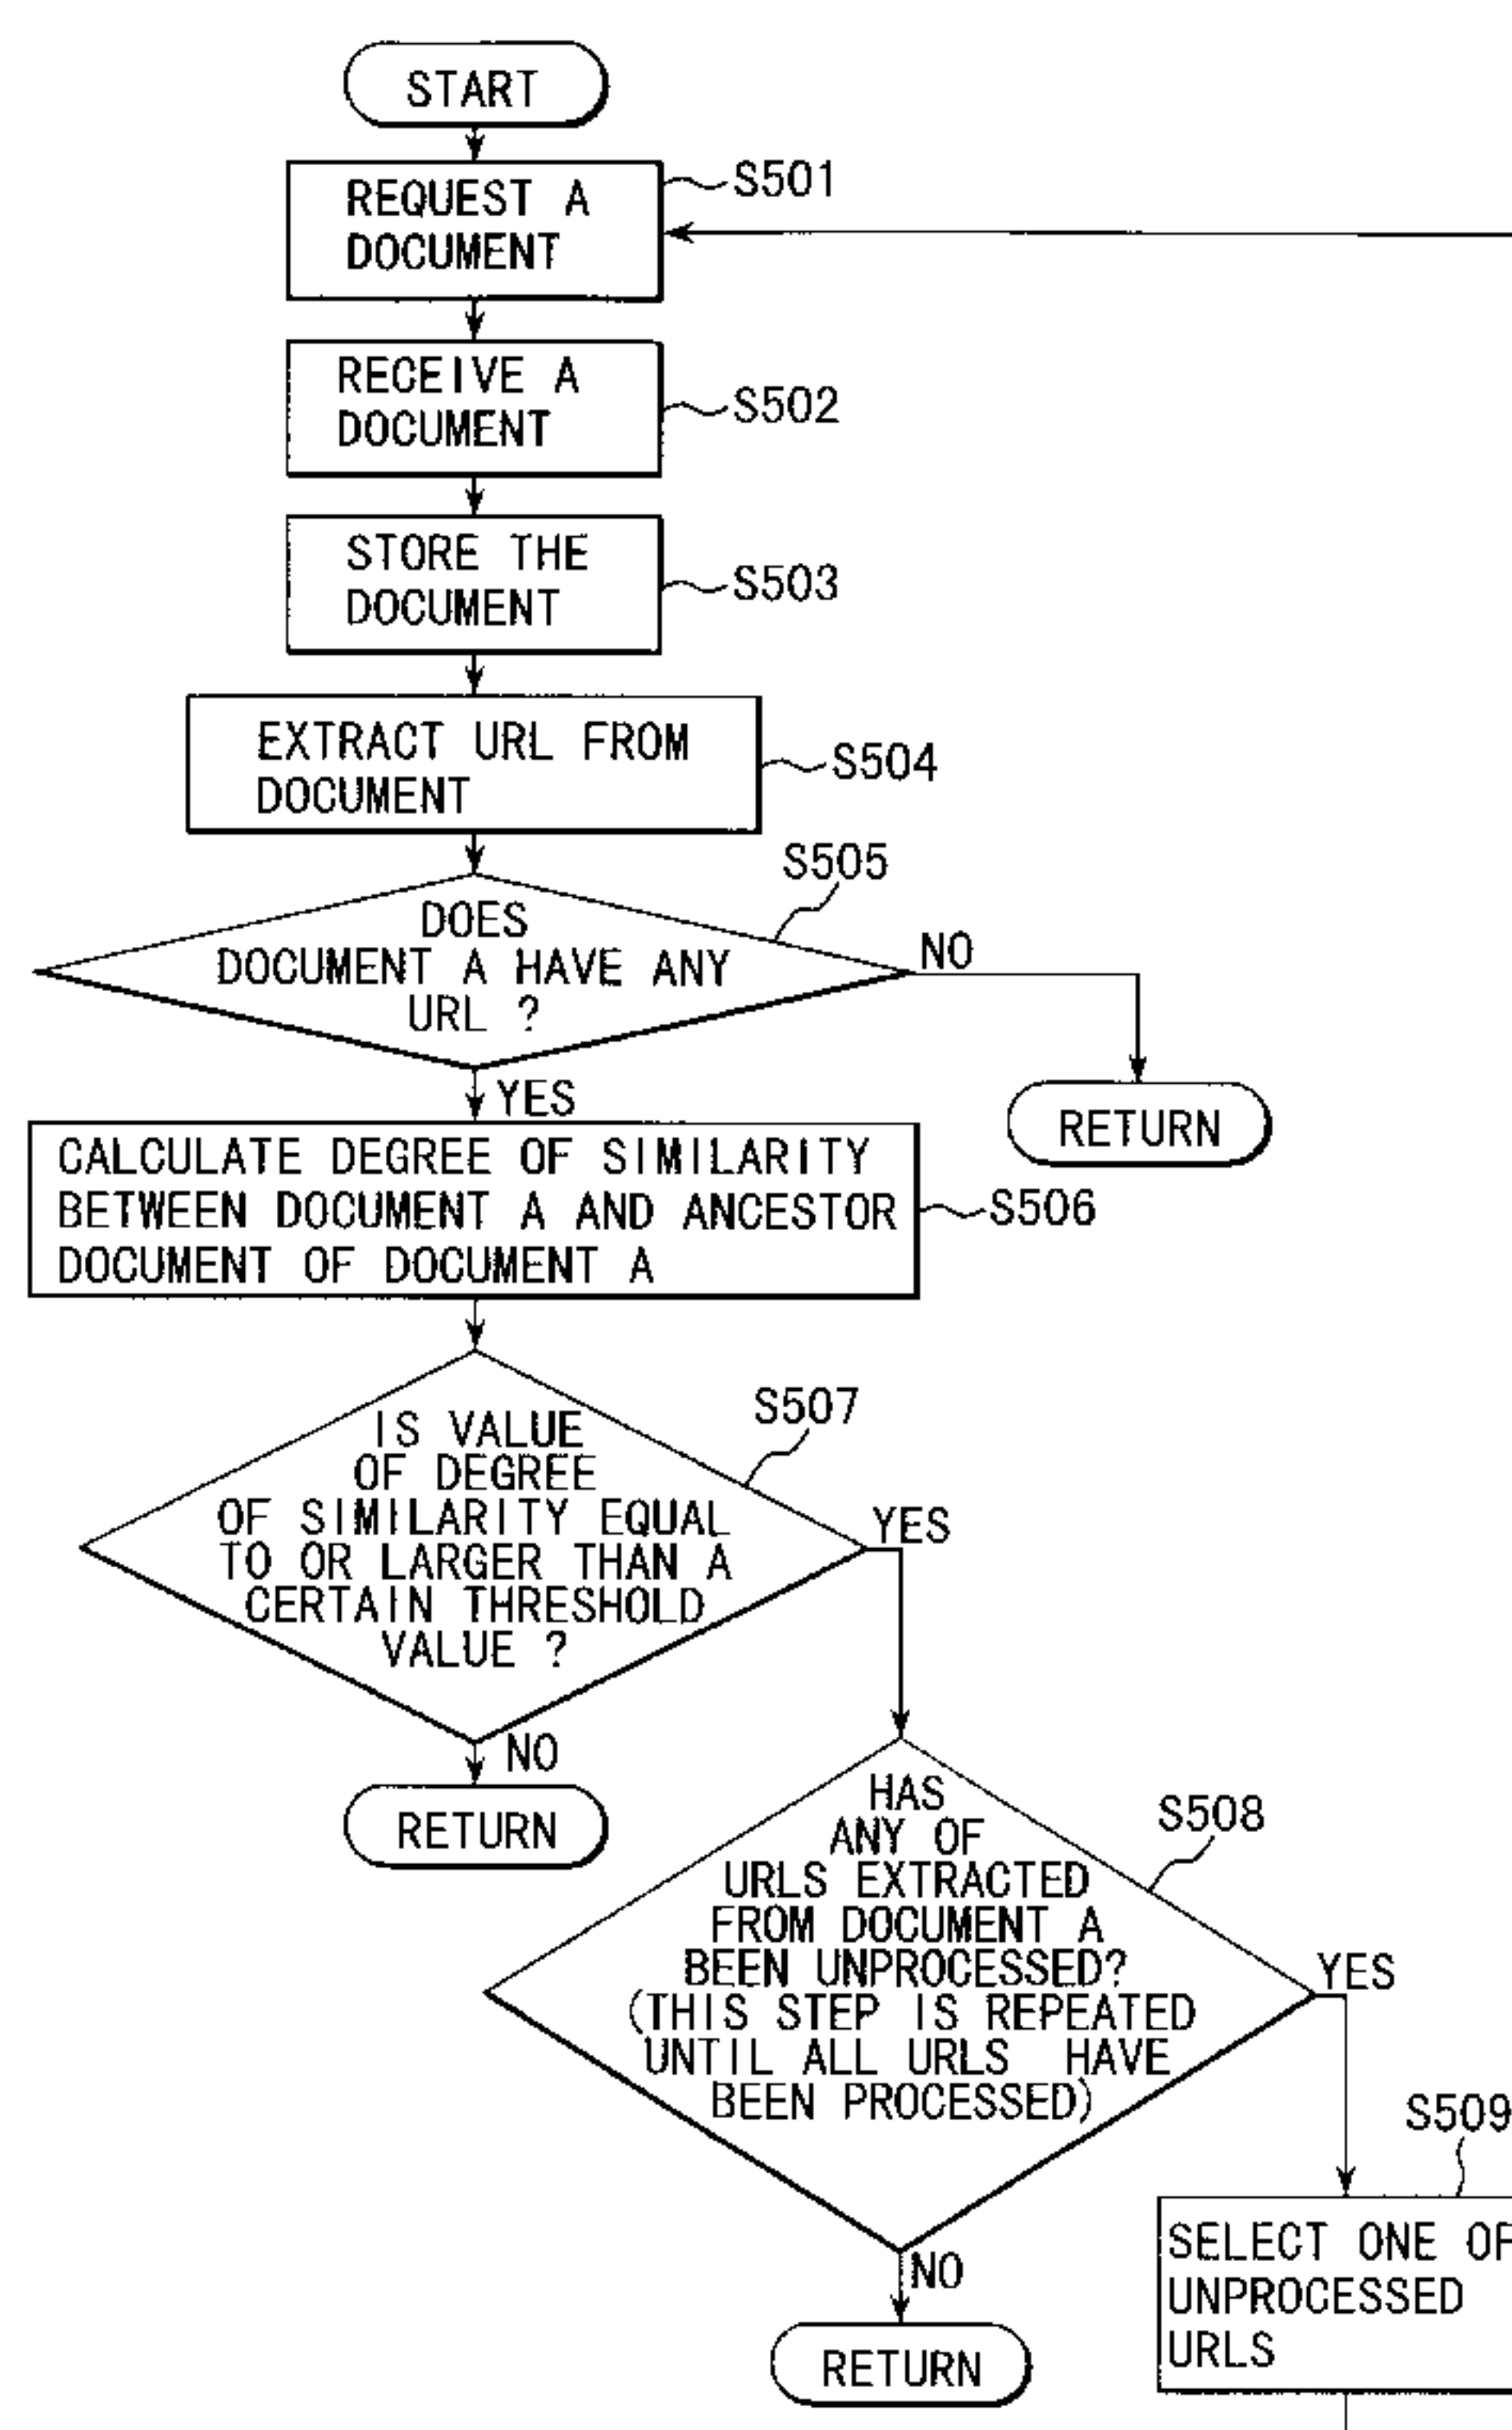 START
REQUEST A
DOCUMENT
S501
RECEIVE A
DOCUMENT
S502
STORE THE
DOCUMENT
S503
EXTRACT URL FROM
DOCUMENT
S504
S505
DOES
DOCUMENT A HAVE ANY
URL ?
NO
YES
RETURN
CALCULATE DEGREE OF SIMILARITY
BETWEEN DOCUMENT A AND ANCESTOR
DOCUMENT OF DOCUMENT A
S506
S507
IS VALUE
OF DEGREE
OF SIMILARITY EQUAL
TO OR LARGER THAN A
CERTAIN THRESHOLD
VALUE ?
YES
NO
RETURN
S508
HAS
ANY OF
URLS EXTRACTED
FROM DOCUMENT A
BEEN UNPROCESSED?
(THIS STEP IS REPEATED
UNTIL ALL URLS HAVE
BEEN PROCESSED)
YES
NO
RETURN
S509
SELECT ONE OF
UNPROCESSED
URLS